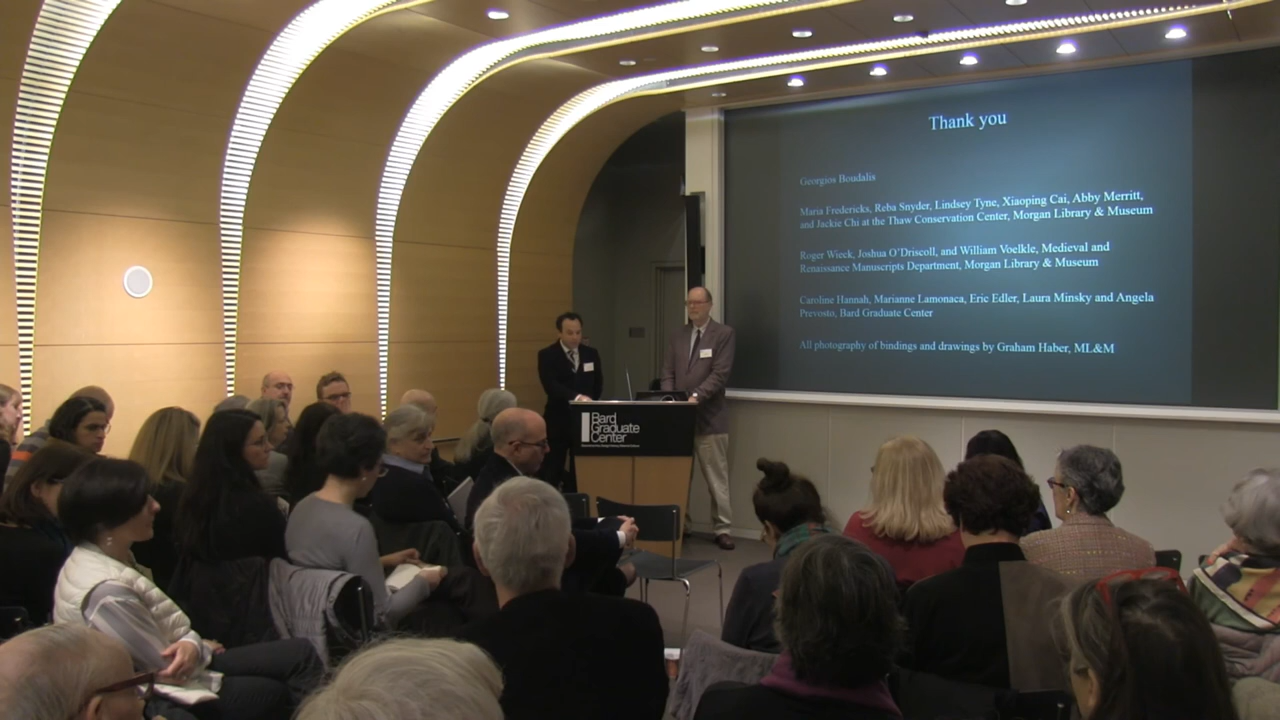 Thank you
Georgios Boudalis
Maria Fredericks, Reba Snyder, Lindsey Tyne, Xiaoping Cai, Abby Merritt,
and Jackie Chi at the Thaw Conservation Center, Morgan Library & Museum
Roger Wieck, Joshua O'Driscoll, and William Voelkle, Medieval and
Renaissance Manuscripts Department, Morgan Library & Museum
Caroline Hannah, Marianne Lamonaca, Eric Edler, Laura Minsky and Angela
Prevosto, Bard Graduate Center
All photography of bindings and drawings by Graham Haber, ML&M
Bard
Graduate
Center